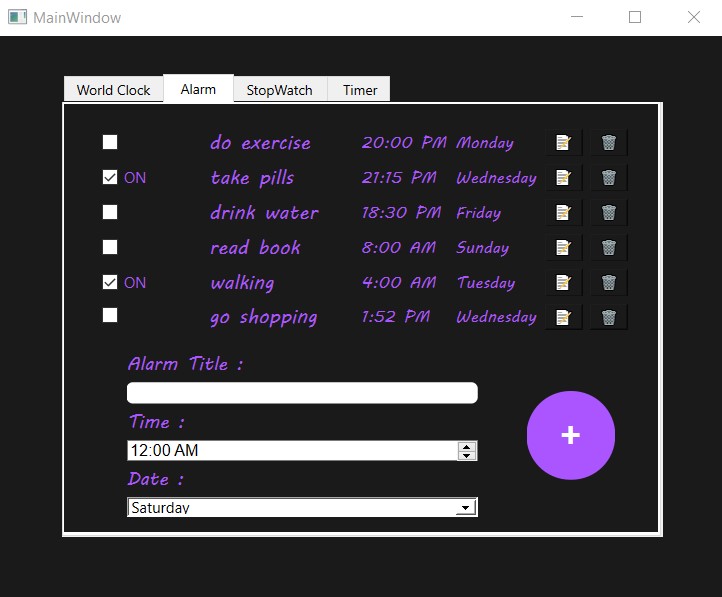 MainWindow
World Clock Alarm StopWatch Timer
do exercise 20:00 PM Monday
ON take pills 21:15 PM Wednesday
drink water 18:30 PM Friday
read book 8:00 AM Sunday
ON walking 4:00 AM Tuesday
go shopping 1:52 PM Wednesday
Alarm Title :
Time :
12:00 AM
+
Date :
Saturday